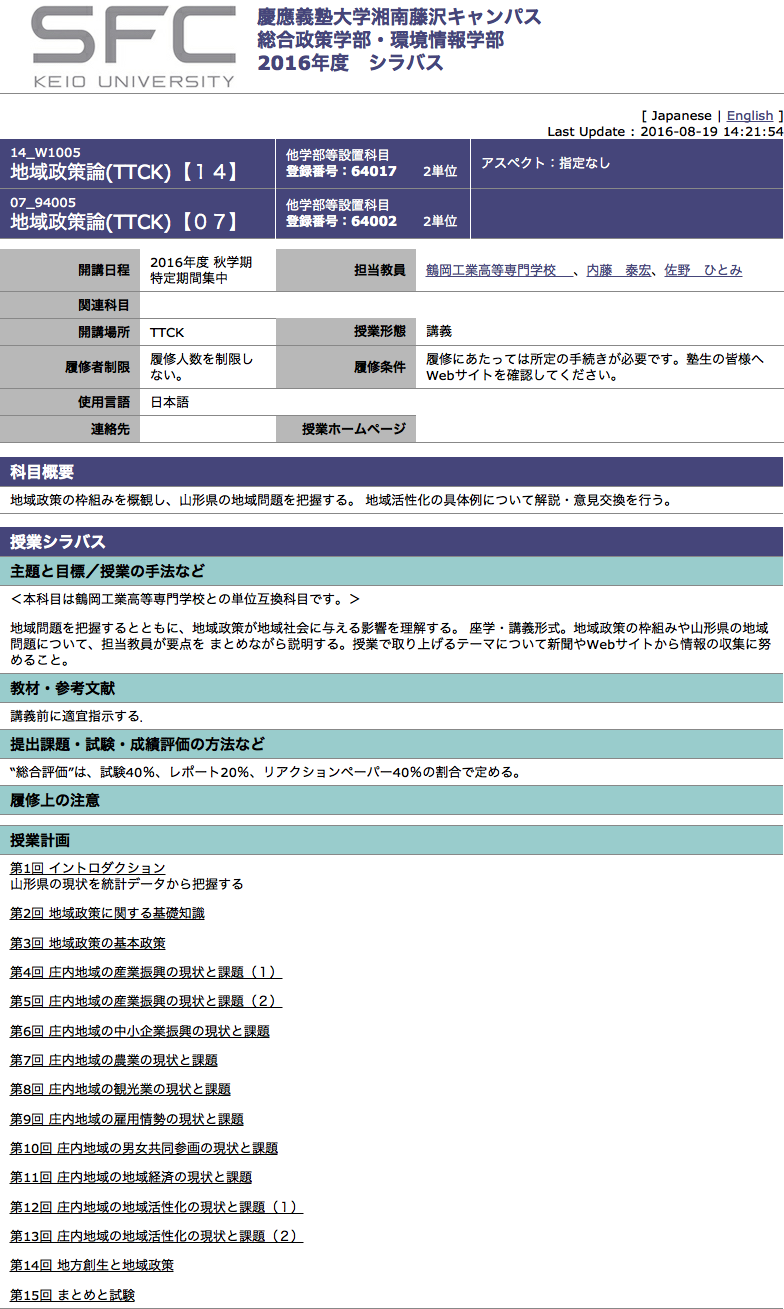 SFC
KEIO UNIVERSITY
慶應義塾大学湘南藤沢キャンパス
総合政策学部・環境情報学部
2016年度　シラバス
[ Japanese | English ]
Last Update : 2016-08-19 14:21:54
14_W1005
地域政策論(TTCK)【１４】
他学部等設置科目
登録番号：64017　2単位
アスペクト：指定なし
07_94005
地域政策論(TTCK)【０７】
他学部等設置科目
登録番号：64002　2単位
開講日程
2016年度 秋学期
特定期間集中
担当教員
鶴岡工業高等専門学校　、内藤　泰宏、佐野　ひとみ
関連科目
開講場所
TTCK
授業形態
講義
履修者制限
履修人数を制限し
ない。
履修条件
履修にあたっては所定の手続きが必要です。塾生の皆様へ
Webサイトを確認してください。
使用言語
日本語
連絡先
授業ホームページ
科目概要
地域政策の枠組みを概観し、山形県の地域問題を把握する。 地域活性化の具体例について解説・意見交換を行う。
授業シラバス
主題と目標／授業の手法など
＜本科目は鶴岡工業高等専門学校との単位互換科目です。＞
地域問題を把握するとともに、地域政策が地域社会に与える影響を理解する。 座学・講義形式。地域政策の枠組みや山形県の地域
問題について、担当教員が要点を まとめながら説明する。授業で取り上げるテーマについて新聞やWebサイトから情報の収集に努
めること。
教材・参考文献
講義前に適宜指示する.
提出課題・試験・成績評価の方法など
“総合評価”は、試験40%、レポート20%、リアクションペーパー40%の割合で定める。
履修上の注意
授業計画
第1回 イントロダクション
山形県の現状を統計データから把握する
第2回 地域政策に関する基礎知識
第3回 地域政策の基本政策
第4回 庄内地域の産業振興の現状と課題（１）
第5回 庄内地域の産業振興の現状と課題（２）
第6回 庄内地域の中小企業振興の現状と課題
第7回 庄内地域の農業の現状と課題
第8回 庄内地域の観光業の現状と課題
第9回 庄内地域の雇用情勢の現状と課題
第10回 庄内地域の男女共同参画の現状と課題
第11回 庄内地域の地域経済の現状と課題
第12回 庄内地域の地域活性化の現状と課題（１）
第13回 庄内地域の地域活性化の現状と課題（２）
第14回 地方創生と地域政策
第15回 まとめと試験